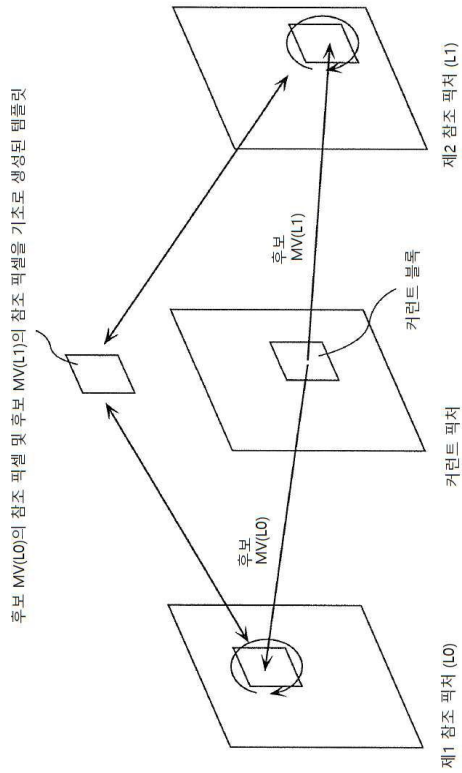 후보 MV(L0)의 참조 픽셀 및 후보 MV(L1)의 참조 픽셀을 기초로 생성된 템플릿
후보
MV(L0)
후보
MV(L1)
커런트 블록
제1 참조 픽처 (L0)
커런트 픽처
제2 참조 픽처 (L1)